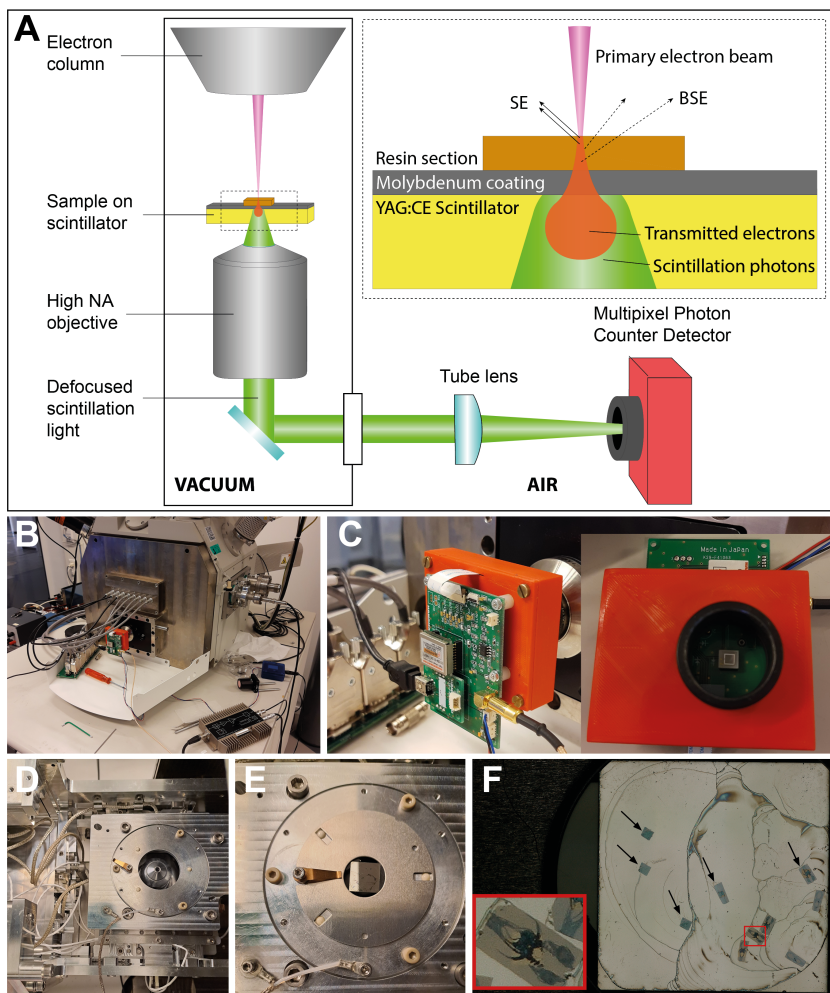 A
Electron
column
Sample on
scintillator
High NA
objective
Defocused
scintillation
light
VACUUM
Primary electron beam
SE
BSE
Resin section
Molybdenum coating
YAG:CE Scintillator
Transmitted electrons
Scintillation photons
Multipixel Photon
Counter Detector
Tube lens
AIR
B
C
Made in Japan
D
E
F